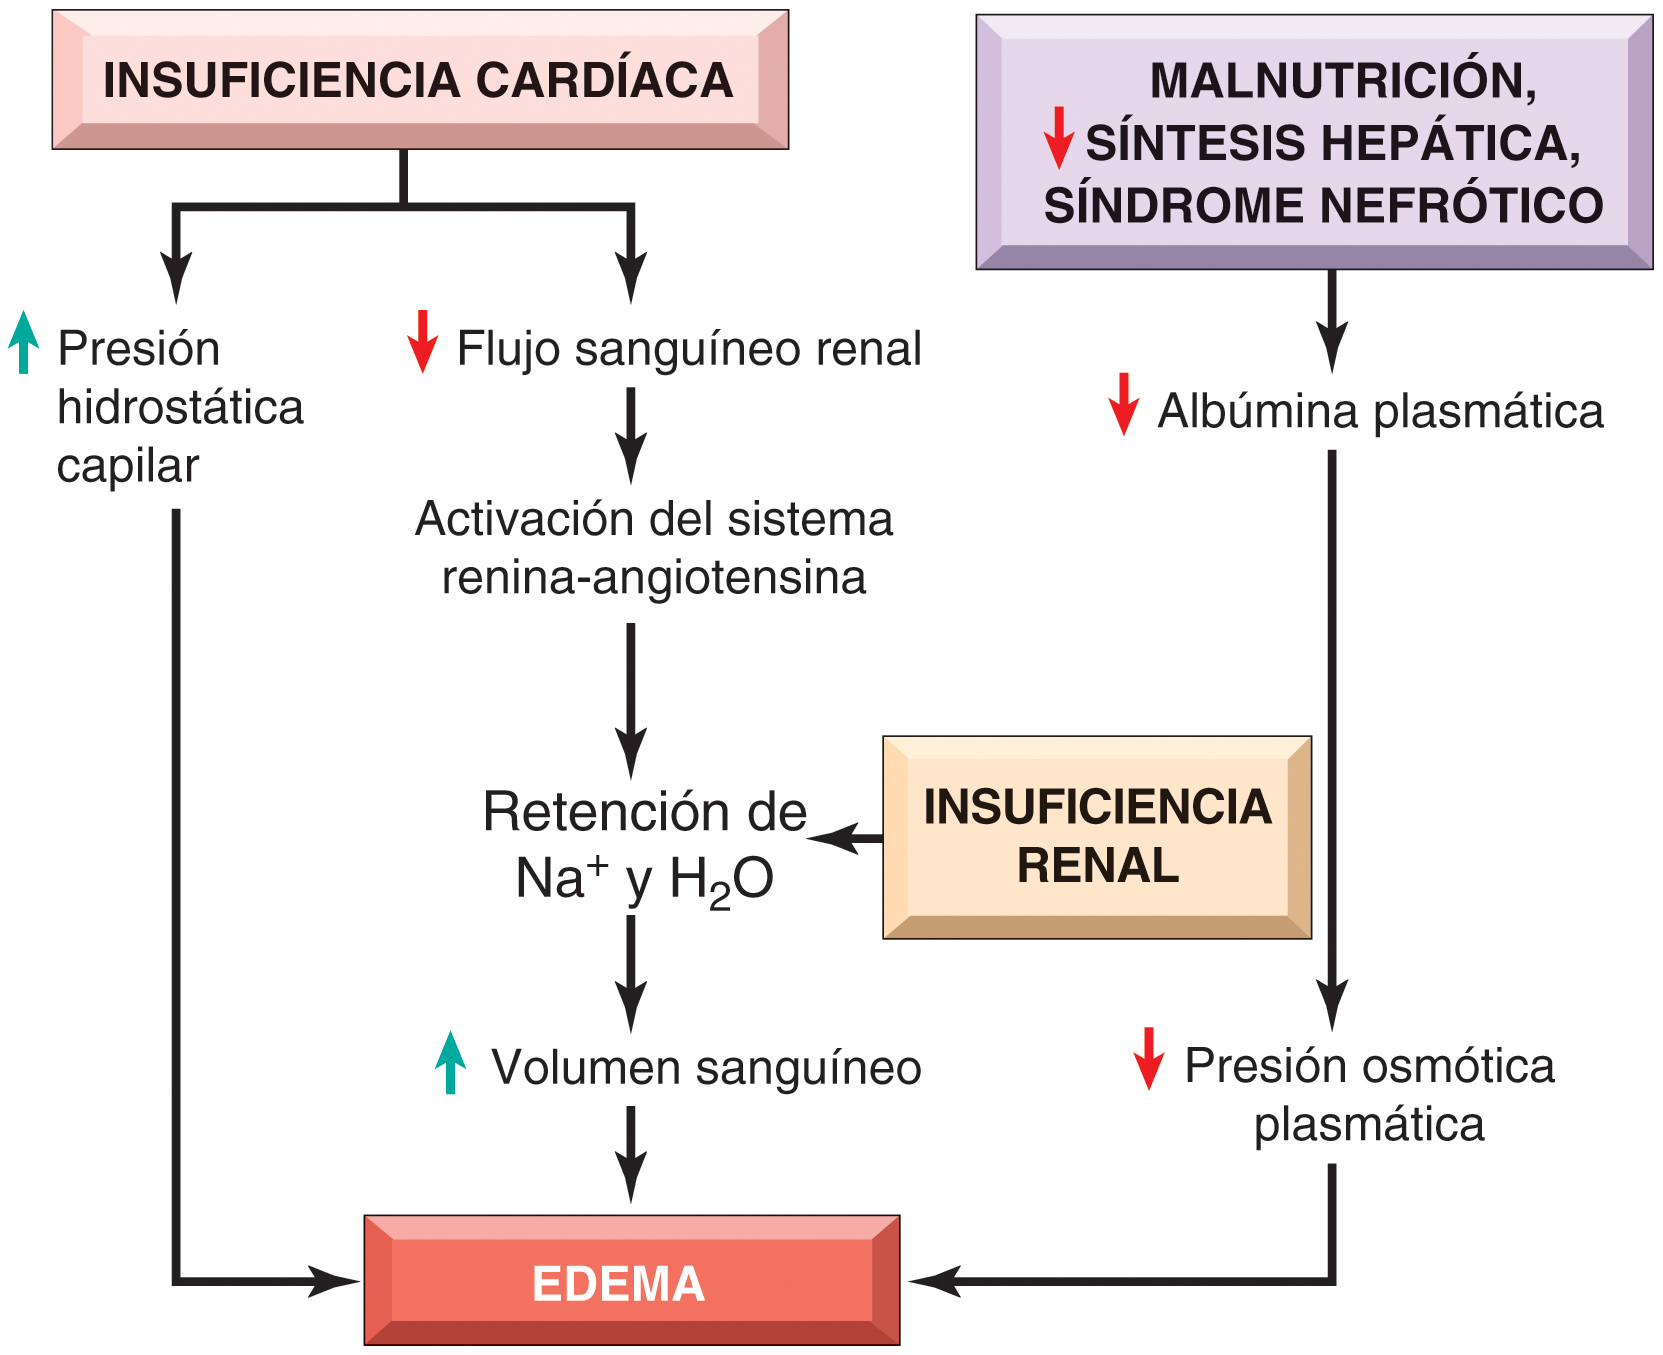 INSUFICIENCIA CARDÍACA
MALNUTRICIÓN,
↓ SÍNTESIS HEPÁTICA,
SÍNDROME NEFRÓTICO
↑ Presión
hidrostática
capilar
↓ Flujo sanguíneo renal
↓ Albúmina plasmática
Activación del sistema
renina-angiotensina
Retención de
Na⁺ y H₂O
INSUFICIENCIA
RENAL
↑ Volumen sanguíneo
↓ Presión osmótica
plasmática
EDEMA